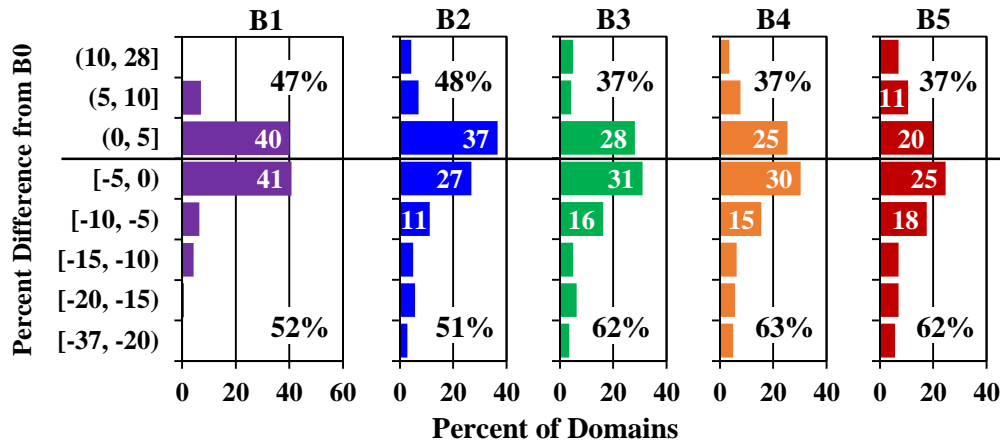 B1 B2 B3 B4 B5
Percent Difference from B0
(10, 28]
47% 48% 37% 37% 37%
(5, 10] 11
(0, 5] 40 37 28 25 20
[-5, 0) 41 27 31 30 25
[-10, -5) 11 16 15 18
[-15, -10)
[-20, -15)
52% 51% 62% 63% 62%
[-37, -20)
0 20 40 60 0 20 40 0 20 40 0 20 40 0 20 40
Percent of Domains